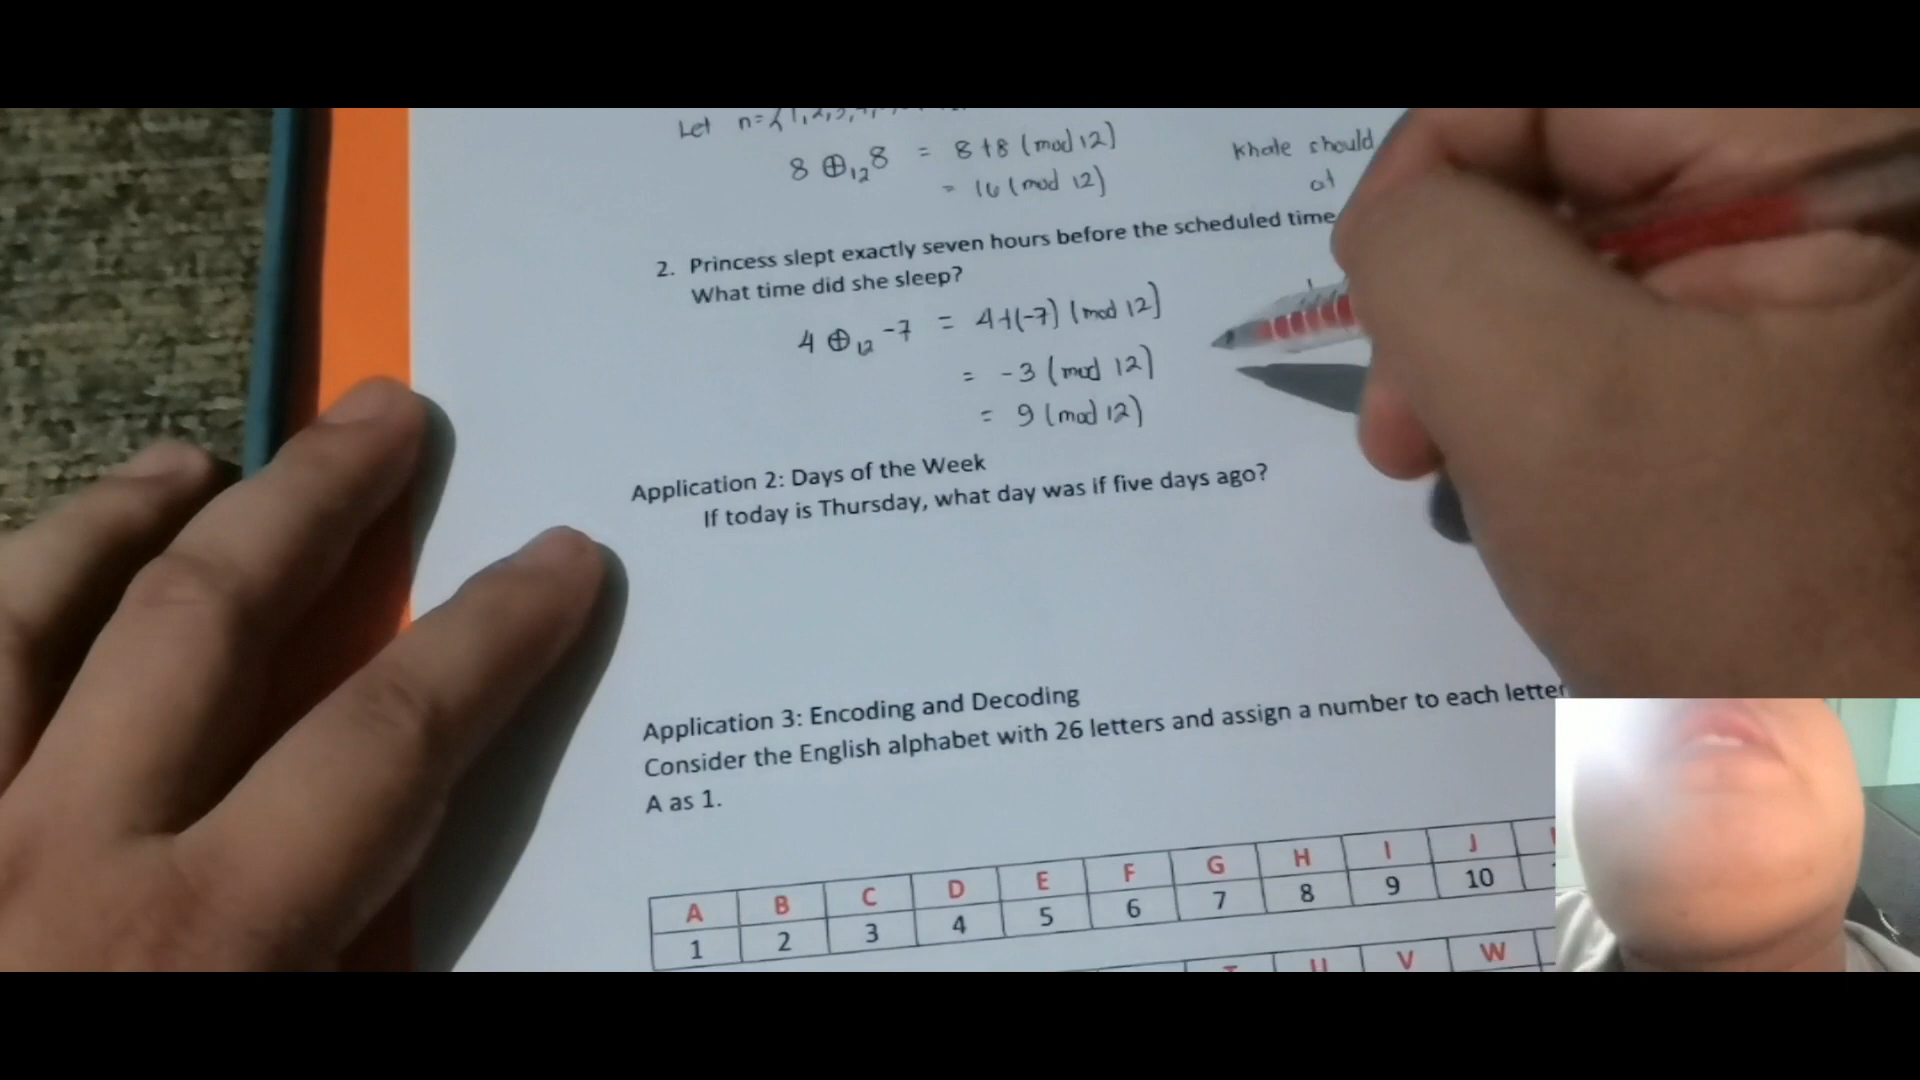 Let n={1,2,3,
8 ⊕₁₂ 8 = 8+8 (mod 12)
= 16 (mod 12)
Khale should
at
2. Princess slept exactly seven hours before the scheduled time
What time did she sleep?
4 ⊕₁₂ -7 = 4+(-7) (mod 12)
= -3 (mod 12)
= 9 (mod 12)
Application 2: Days of the Week
If today is Thursday, what day was if five days ago?
Application 3: Encoding and Decoding
Consider the English alphabet with 26 letters and assign a number to each letter
A as 1.
A B C D E F G H I J
1 2 3 4 5 6 7 8 9 10
U V W